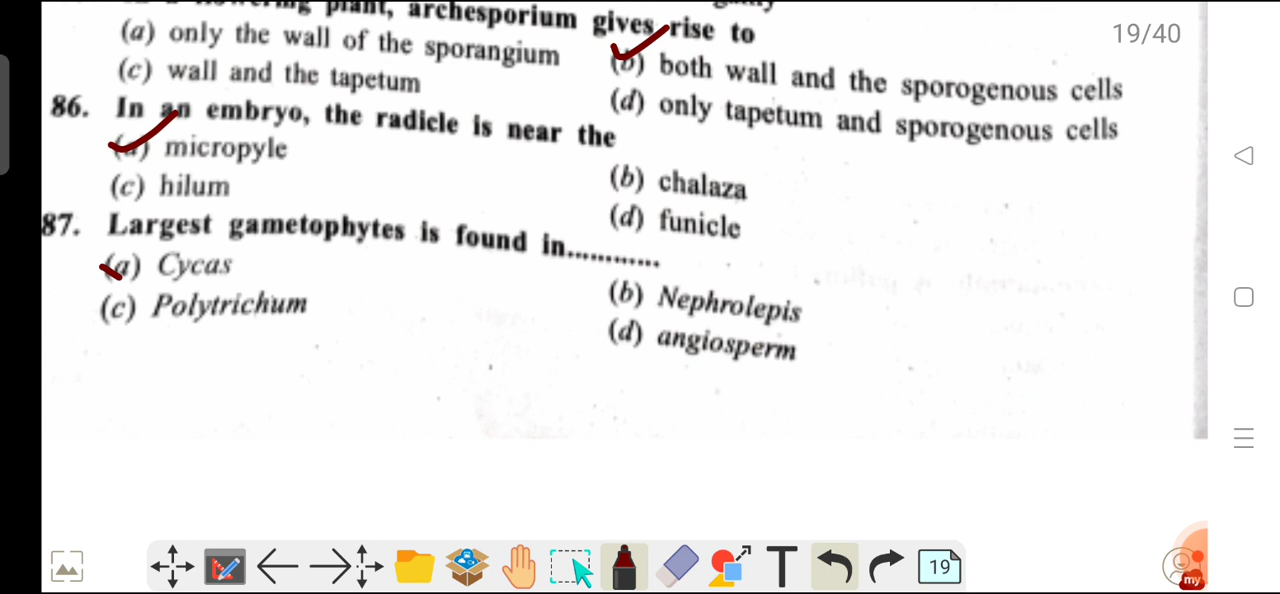 plant, archesporium gives rise to
(a) only the wall of the sporangium
(b) both wall and the sporogenous cells
(c) wall and the tapetum
(d) only tapetum and sporogenous cells
86. In an embryo, the radicle is near the
(a) micropyle
(b) chalaza
(c) hilum
(d) funicle
87. Largest gametophytes is found in............
(a) Cycas
(b) Nephrolepis
(c) Polytrichum
(d) angiosperm
19/40
T
19
my